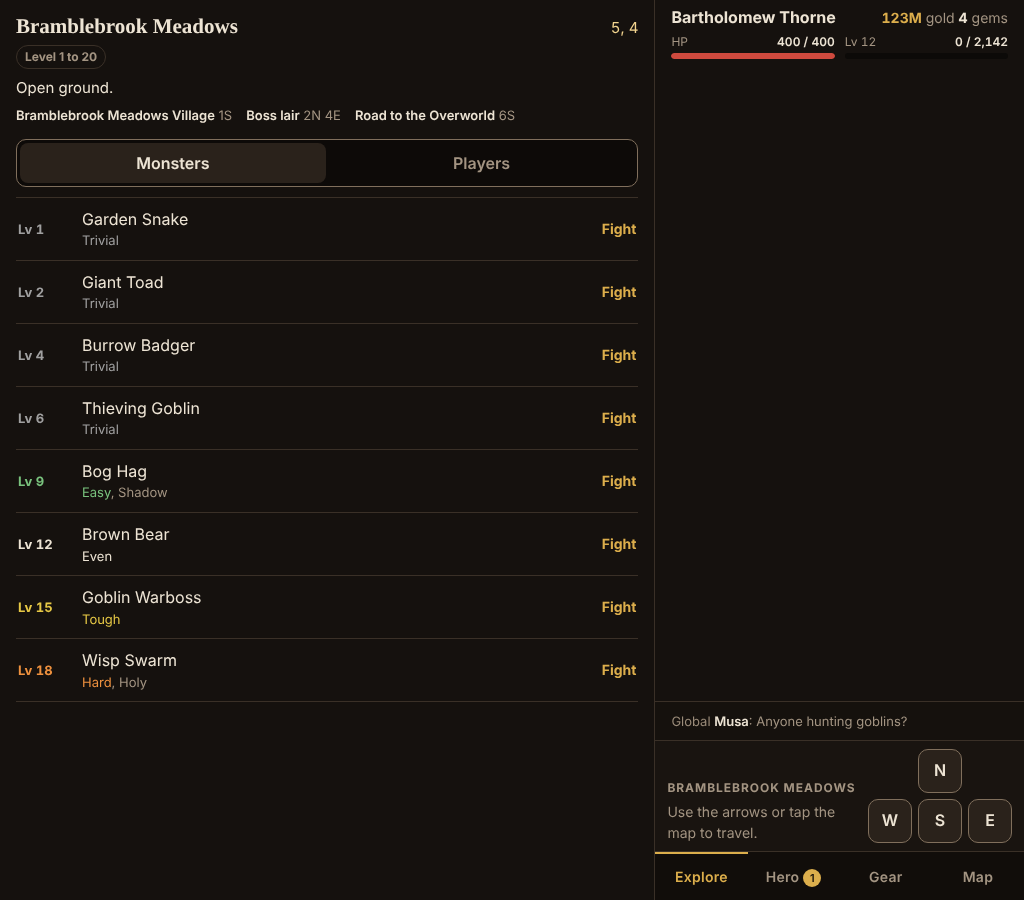 Bramblebrook Meadows
5, 4
Level 1 to 20
Open ground.
Bramblebrook Meadows Village 1S Boss lair 2N 4E Road to the Overworld 6S
Monsters
Players
Lv 1
Garden Snake
Trivial
Fight
Lv 2
Giant Toad
Trivial
Fight
Lv 4
Burrow Badger
Trivial
Fight
Lv 6
Thieving Goblin
Trivial
Fight
Lv 9
Bog Hag
Easy, Shadow
Fight
Lv 12
Brown Bear
Even
Fight
Lv 15
Goblin Warboss
Tough
Fight
Lv 18
Wisp Swarm
Hard, Holy
Fight
Bartholomew Thorne
123M gold 4 gems
HP 400 / 400
Lv 12 0 / 2,142
Global Musa: Anyone hunting goblins?
BRAMBLEBROOK MEADOWS
Use the arrows or tap the
map to travel.
N
W S E
Explore
Hero 1
Gear
Map